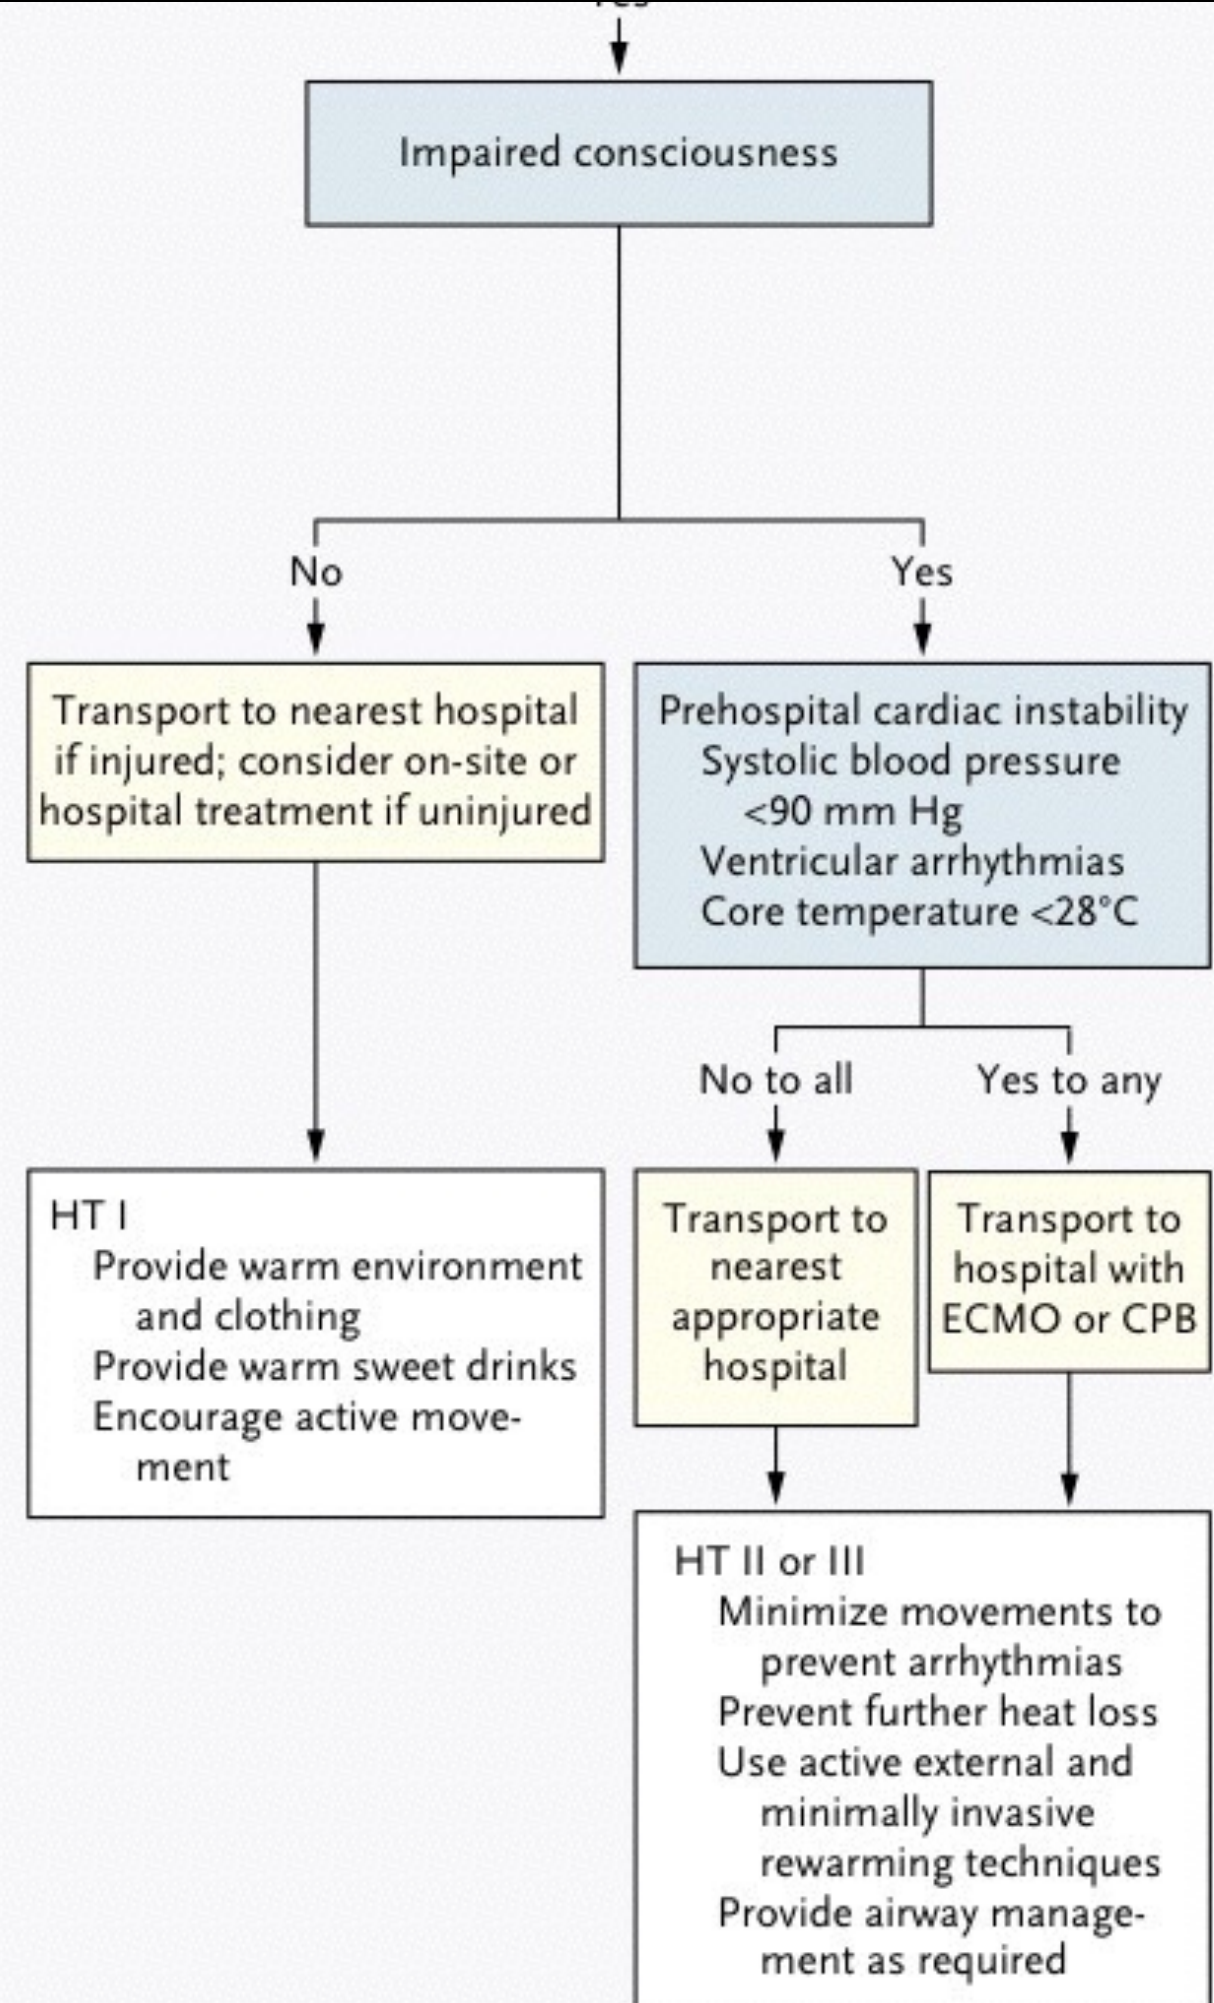 Impaired consciousness
No
Yes
Transport to nearest hospital
if injured; consider on-site or
hospital treatment if uninjured
Prehospital cardiac instability
Systolic blood pressure
<90 mm Hg
Ventricular arrhythmias
Core temperature <28°C
No to all
Yes to any
HT I
Provide warm environment
and clothing
Provide warm sweet drinks
Encourage active move-
ment
Transport to
nearest
appropriate
hospital
Transport to
hospital with
ECMO or CPB
HT II or III
Minimize movements to
prevent arrhythmias
Prevent further heat loss
Use active external and
minimally invasive
rewarming techniques
Provide airway manage-
ment as required